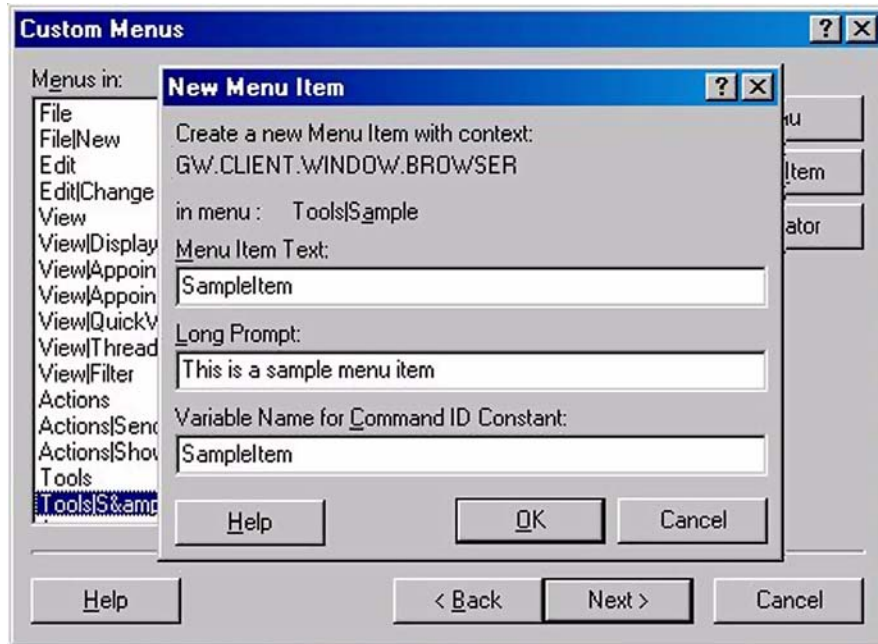 Custom Menus
Menus in:
New Menu Item
File
File|New
Edit
Edit|Change
View
View|Display
View|Appoin
View|Appoin
View|QuickV
View|Thread
View|Filter
Actions
Actions|Send
Actions|Show
Tools
Tools|S&amp
Create a new Menu Item with context:
GW.CLIENT.WINDOW.BROWSER
in menu : Tools|Sample
Menu Item Text:
SampleItem
Long Prompt:
This is a sample menu item
Variable Name for Command ID Constant:
SampleItem
Help OK Cancel
Item
ator
Help < Back Next > Cancel